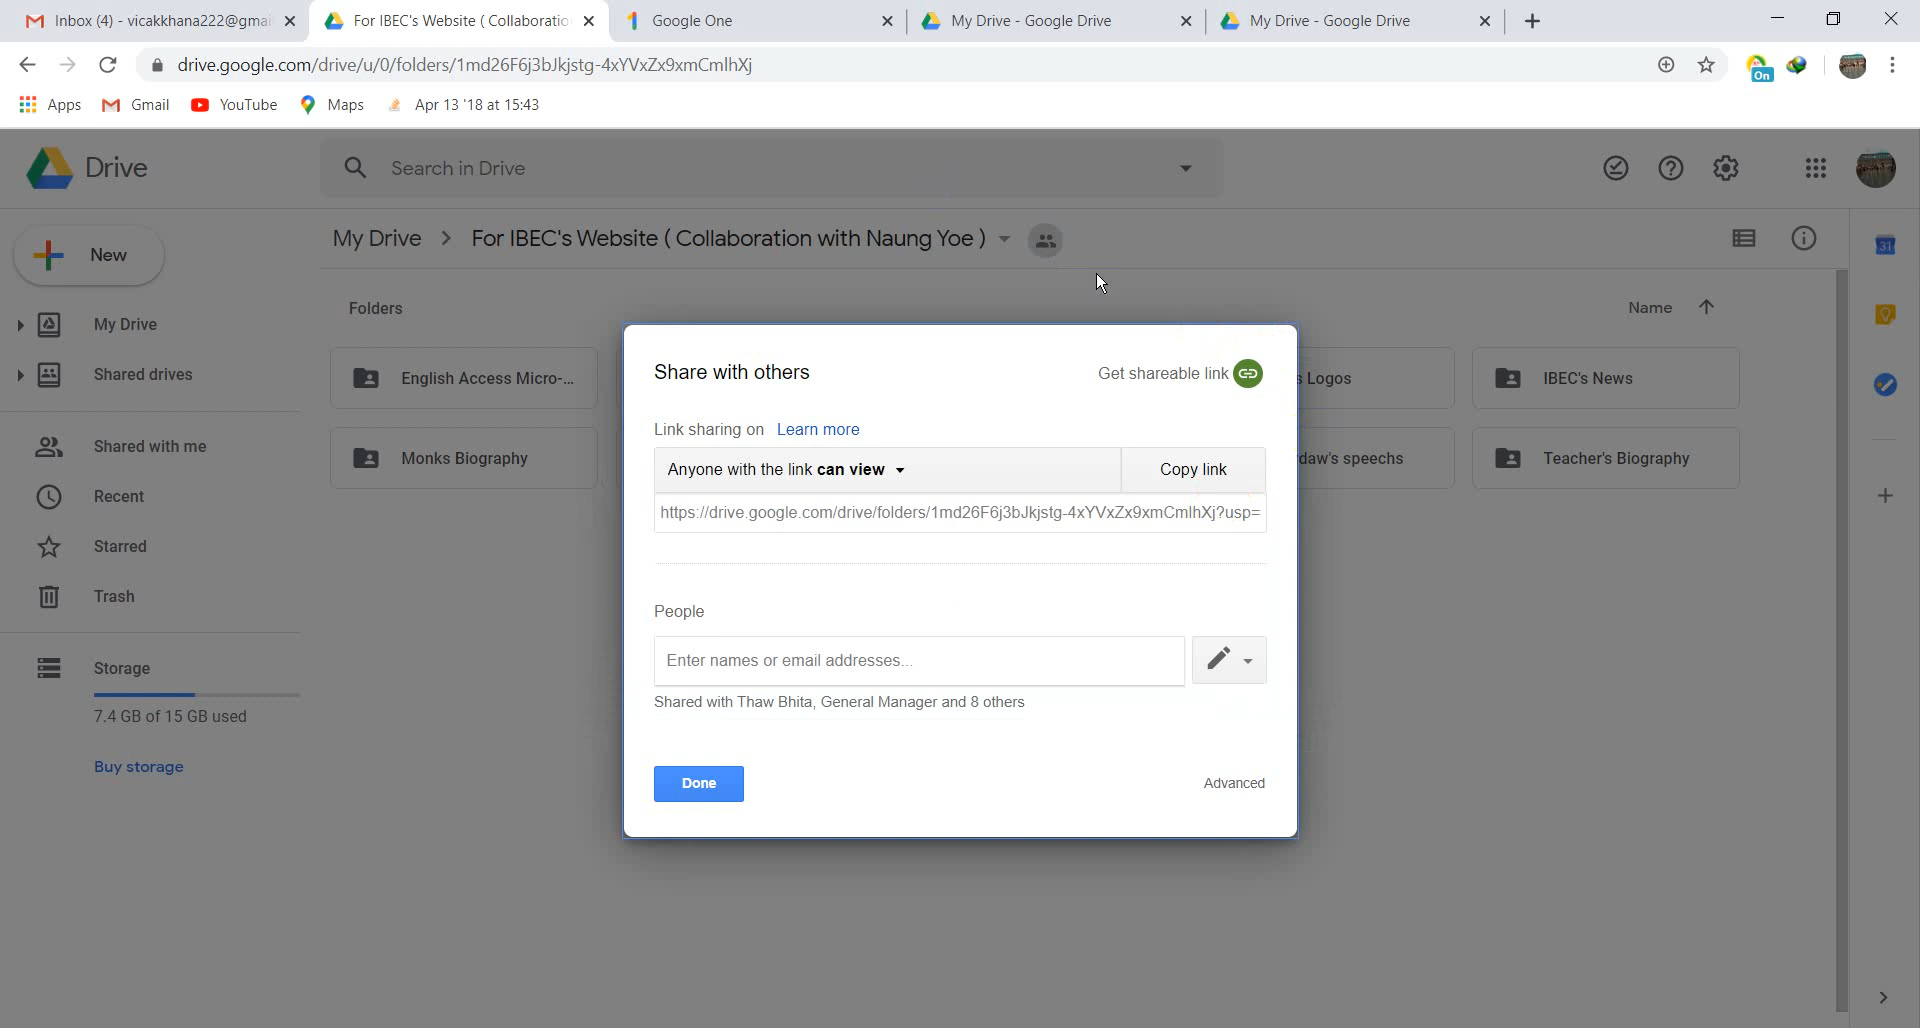 Inbox (4) - vicakkhana222@gmai
For IBEC's Website ( Collaboratio
Google One
My Drive - Google Drive
My Drive - Google Drive
drive.google.com/drive/u/0/folders/1md26F6j3bJkjstg-4xYVxZx9xmCmlhXj
On
Apps
Gmail
YouTube
Maps
Apr 13 '18 at 15:43
Drive
Search in Drive
New
My Drive > For IBEC's Website ( Collaboration with Naung Yoe )
31
My Drive
Shared drives
Shared with me
Recent
Starred
Trash
Storage
7.4 GB of 15 GB used
Buy storage
Folders
Name
English Access Micro-...
s Logos
IBEC's News
Monks Biography
daw's speechs
Teacher's Biography
Share with others
Get shareable link
Link sharing on Learn more
Anyone with the link can view
Copy link
https://drive.google.com/drive/folders/1md26F6j3bJkjstg-4xYVxZx9xmCmlhXj?usp=
People
Enter names or email addresses...
Shared with Thaw Bhita, General Manager and 8 others
Done
Advanced